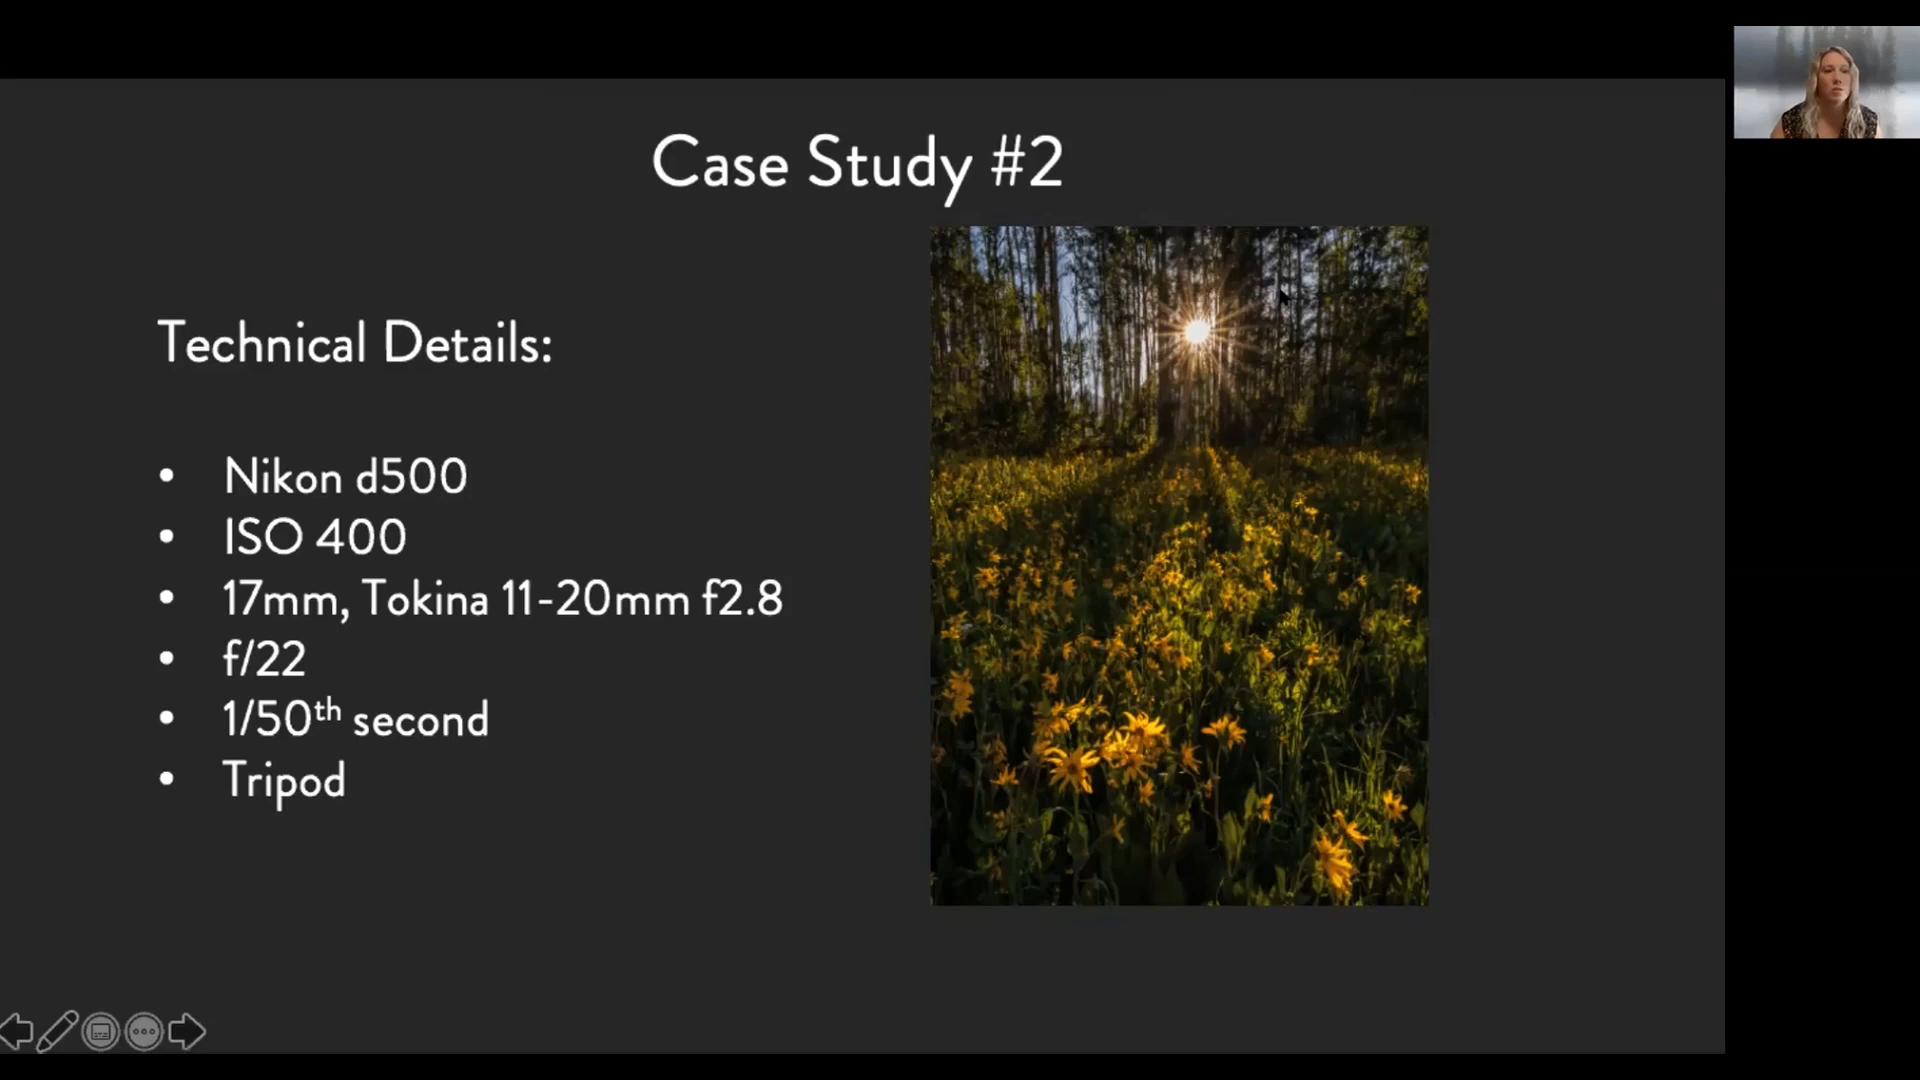 Case Study #2
Technical Details:
• Nikon d500
• ISO 400
• 17mm, Tokina 11-20mm f2.8
• f/22
• 1/50th second
• Tripod